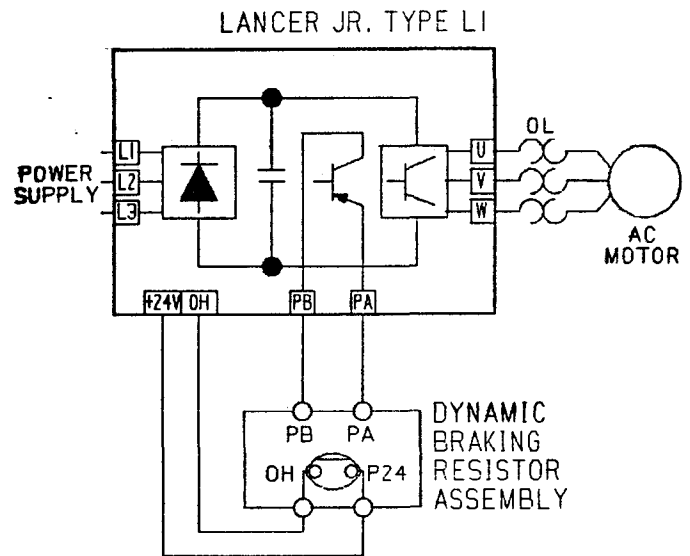 LANCER JR. TYPE LI
OL
L1
U
POWER
SUPPLY
L2
V
L3
W
AC
MOTOR
+24V
OH
PB
PA
PB
PA
DYNAMIC
BRAKING
RESISTOR
ASSEMBLY
OH
P24